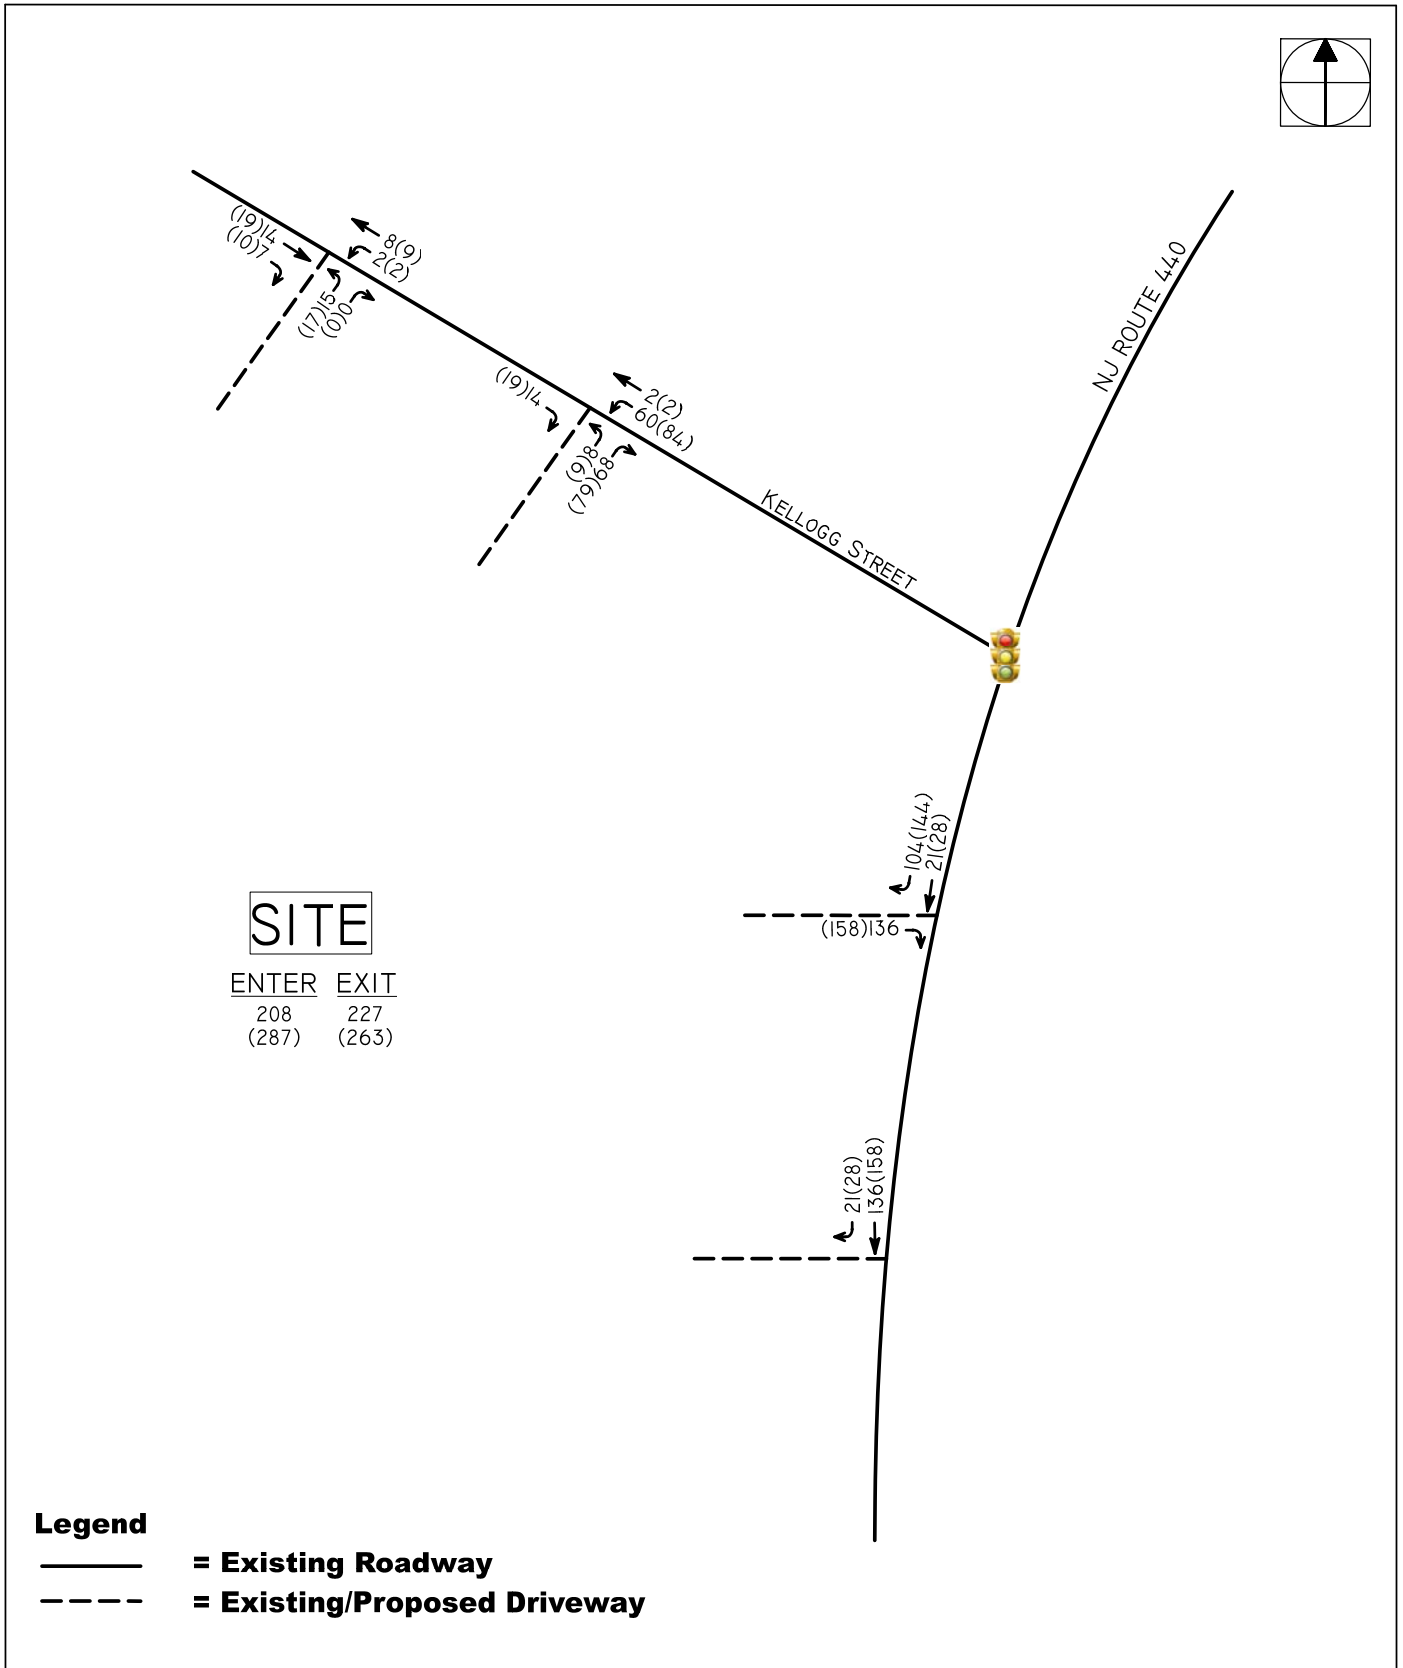 NJ ROUTE 440
(19)14
(10)7
8(9)
2(2)
(17)15
(0)0
(19)14
2(2)
60(84)
(9)8
(79)68
KELLOGG STREET
104(144)
21(28)
(158)136
SITE
ENTER EXIT
208 227
(287) (263)
21(28)
136(158)
Legend
= Existing Roadway
= Existing/Proposed Driveway